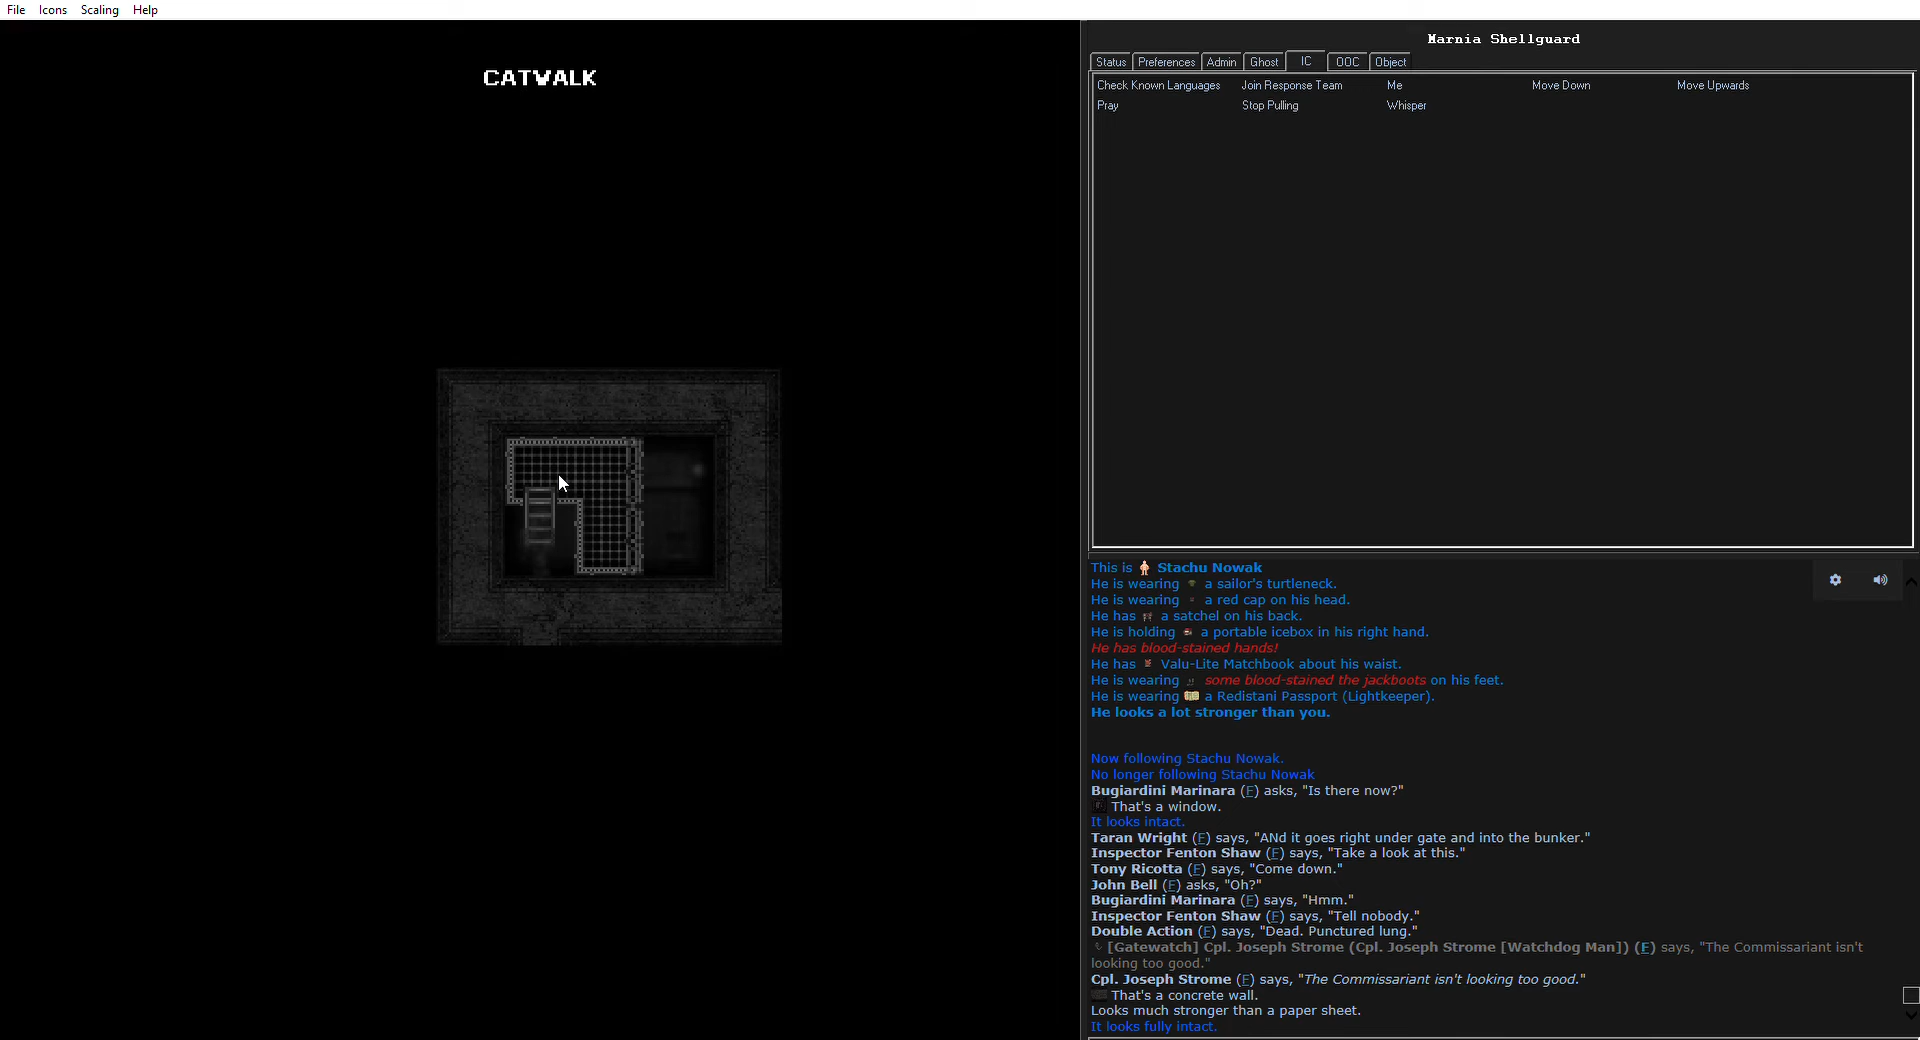 File Icons Scaling Help
CATWALK
Marnia Shellguard
Status Preferences Admin Ghost IC OOC Object
Check Known Languages Join Response Team Me Move Down Move Upwards
Pray Stop Pulling Whisper
This is Stachu Nowak
He is wearing a sailor's turtleneck.
He is wearing a red cap on his head.
He has a satchel on his back.
He is holding a portable icebox in his right hand.
He has blood-stained hands!
He has Valu-Lite Matchbook about his waist.
He is wearing some blood-stained the jackboots on his feet.
He is wearing a Redistani Passport (Lightkeeper).
He looks a lot stronger than you.
Now following Stachu Nowak.
No longer following Stachu Nowak
Bugiardini Marinara (F) asks, "Is there now?"
That's a window.
It looks intact.
Taran Wright (F) says, "ANd it goes right under gate and into the bunker."
Inspector Fenton Shaw (F) says, "Take a look at this."
Tony Ricotta (F) says, "Come down."
John Bell (F) asks, "Oh?"
Bugiardini Marinara (F) says, "Hmm."
Inspector Fenton Shaw (F) says, "Tell nobody."
Double Action (F) says, "Dead. Punctured lung."
[Gatewatch] Cpl. Joseph Strome (Cpl. Joseph Strome [Watchdog Man]) (F) says, "The Commissariant isn't
looking too good."
Cpl. Joseph Strome (F) says, "The Commissariant isn't looking too good."
That's a concrete wall.
Looks much stronger than a paper sheet.
It looks fully intact.